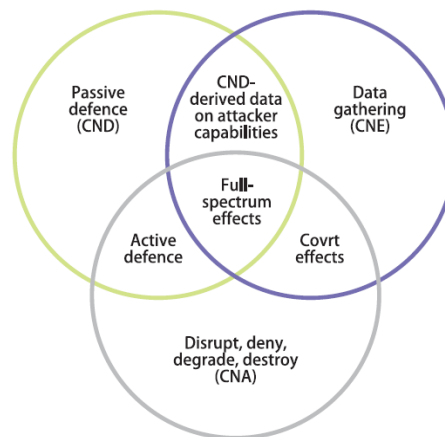 Passive
defence
(CND)
CND-
derived data
on attacker
capabilities
Data
gathering
(CNE)
Full-
spectrum
effects
Active
defence
Covrt
effects
Disrupt, deny,
degrade, destroy
(CNA)